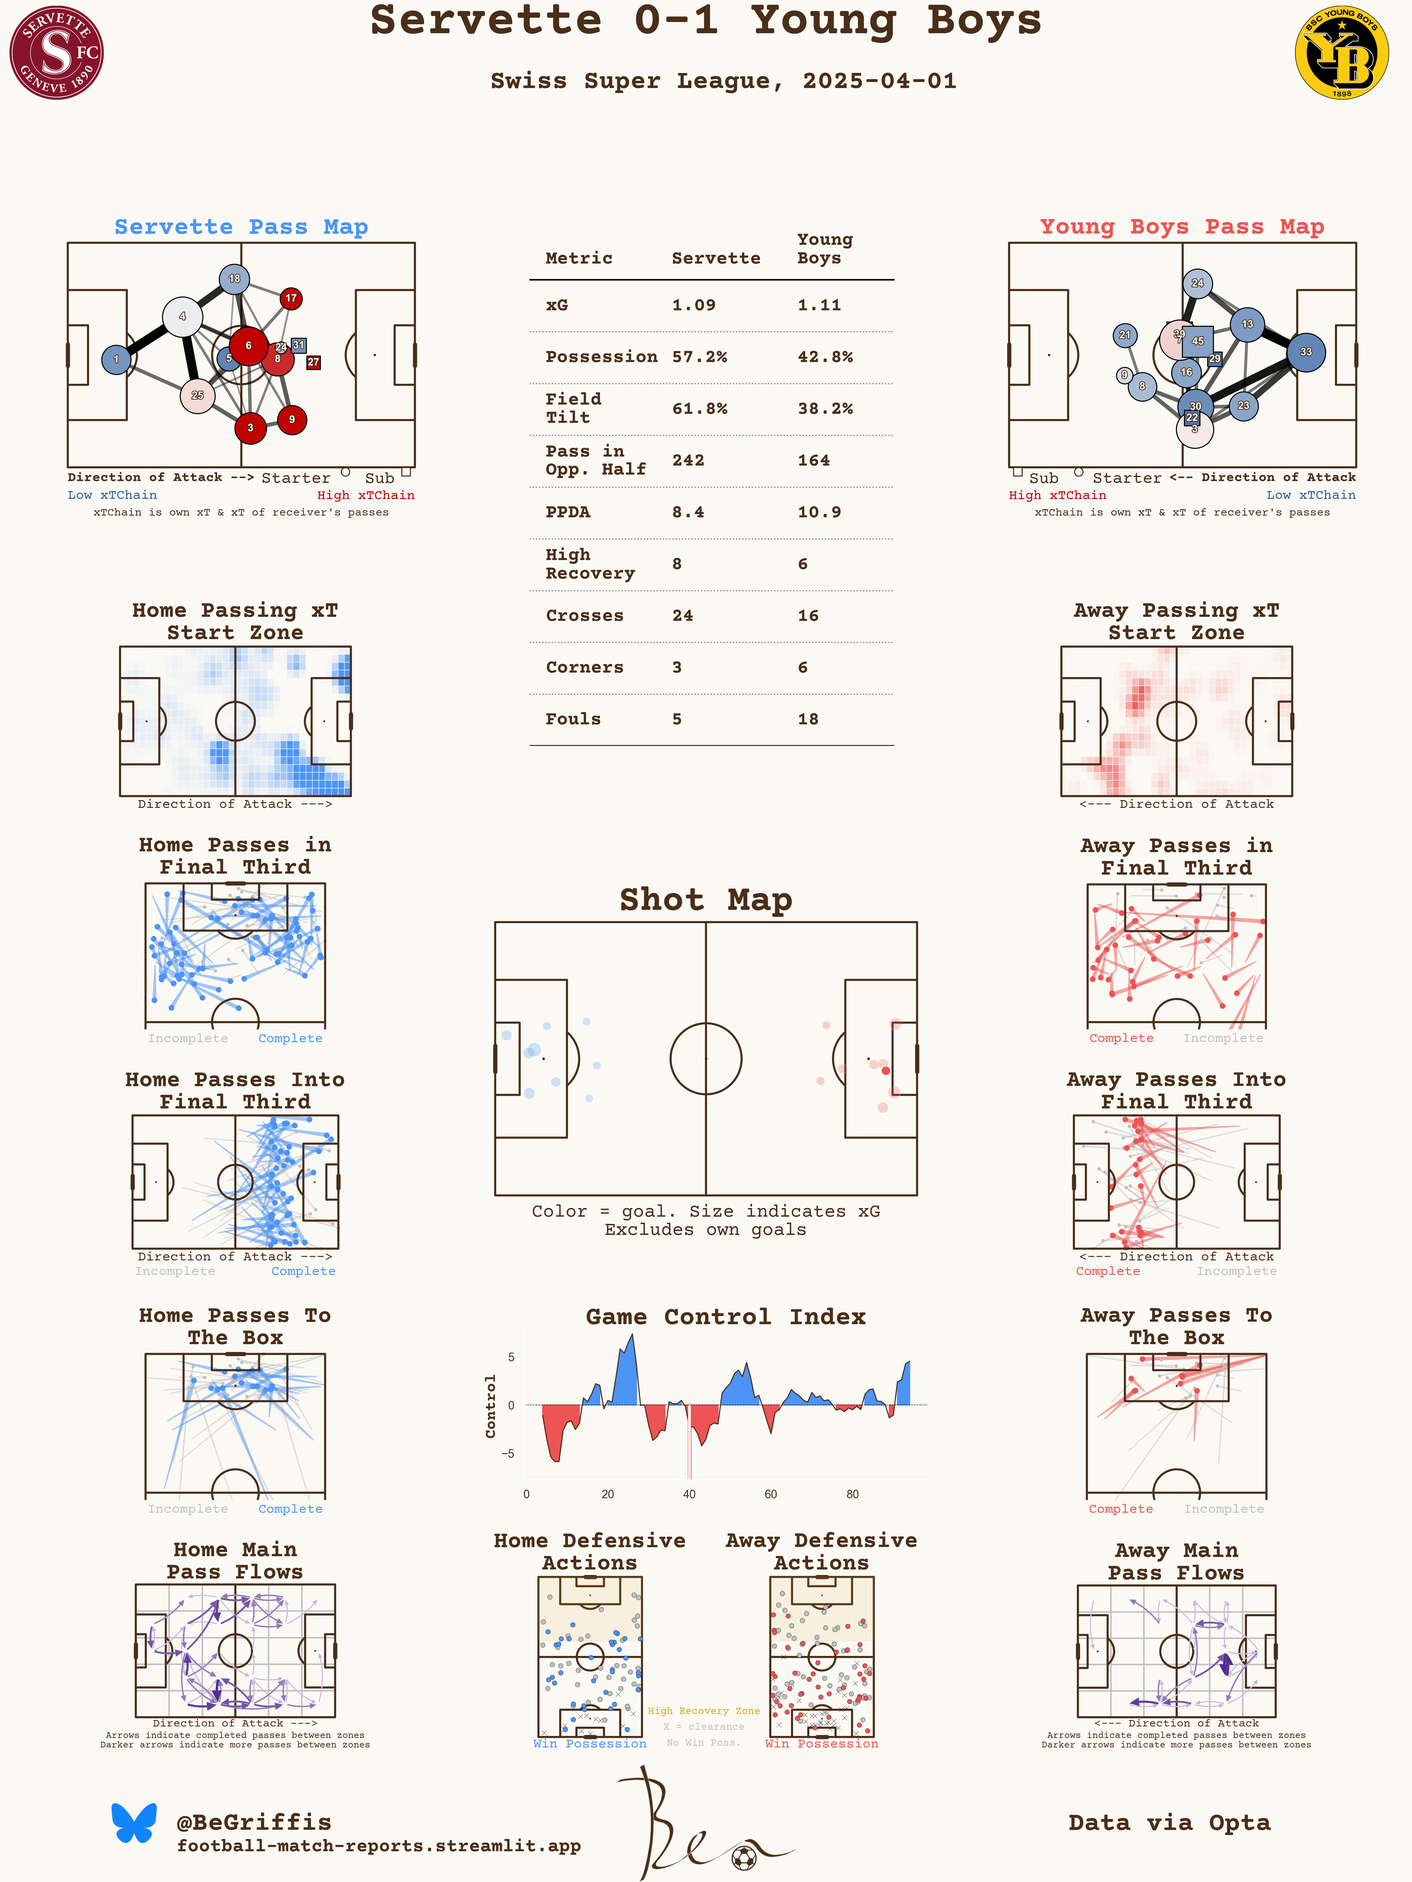 Servette 0-1 Young Boys
Swiss Super League, 2025-04-01
SERVETTE
S FC
GENEVE 1890
BSC YOUNG BOYS
YB
1898
Servette Pass Map
18
17
4
6
24
31
1
5
8
27
25
3
9
Direction of Attack --> Starter Sub
Low xTChain High xTChain
xTChain is own xT & xT of receiver's passes
Metric Servette Young Boys
xG 1.09 1.11
Possession 57.2% 42.8%
Field Tilt 61.8% 38.2%
Pass in Opp. Half 242 164
PPDA 8.4 10.9
High Recovery 8 6
Crosses 24 16
Corners 3 6
Fouls 5 18
Young Boys Pass Map
24
13
21
39
45
33
29
9
16
8
30
23
22
3
Sub Starter <-- Direction of Attack
High xTChain Low xTChain
xTChain is own xT & xT of receiver's passes
Home Passing xT
Start Zone
Direction of Attack --->
Away Passing xT
Start Zone
<--- Direction of Attack
Home Passes in
Final Third
Incomplete Complete
Away Passes in
Final Third
Complete Incomplete
Shot Map
Color = goal. Size indicates xG
Excludes own goals
Home Passes Into
Final Third
Direction of Attack --->
Incomplete Complete
Away Passes Into
Final Third
<--- Direction of Attack
Complete Incomplete
Home Passes To
The Box
Incomplete Complete
Game Control Index
Control
5
0
−5
0 20 40 60 80
Away Passes To
The Box
Complete Incomplete
Home Main
Pass Flows
Direction of Attack --->
Arrows indicate completed passes between zones
Darker arrows indicate more passes between zones
Home Defensive
Actions
Win Possession
High Recovery Zone
X = clearance
No Win Poss.
Away Defensive
Actions
Win Possession
Away Main
Pass Flows
<--- Direction of Attack
Arrows indicate completed passes between zones
Darker arrows indicate more passes between zones
@BeGriffis
football-match-reports.streamlit.app
Ben
Data via Opta